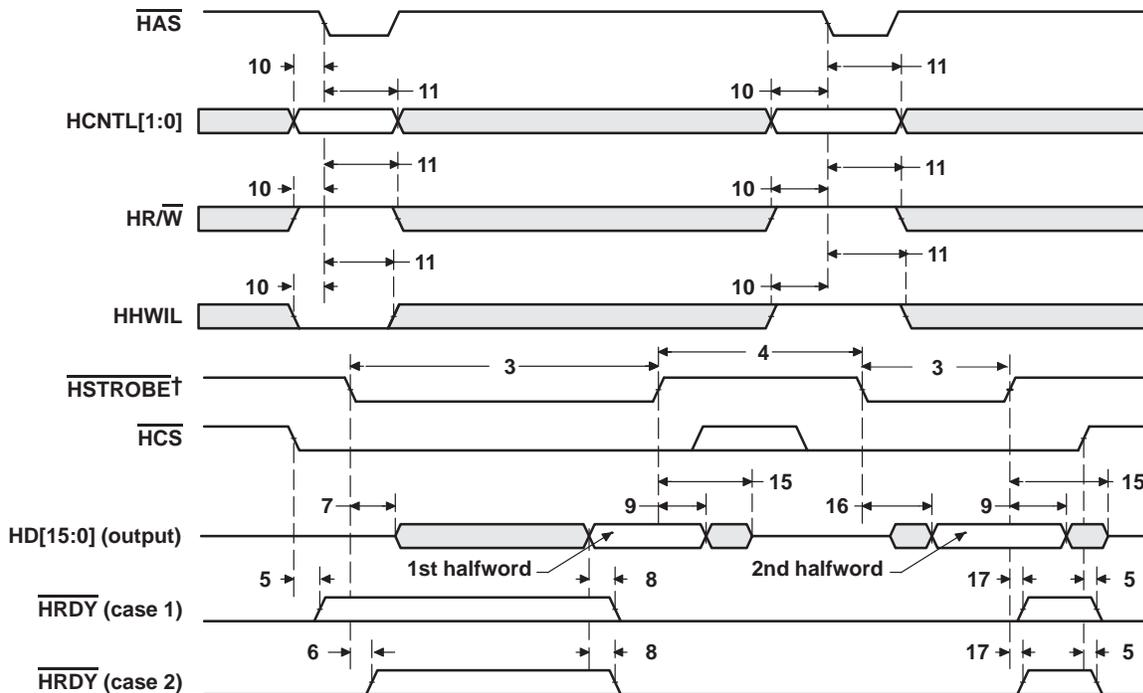 HAS
10 11 10 11
HCNTL[1:0]
11 11
10 10
HR/W
11 11
10 10
HHWIL
3 4 3
HSTROBE†
HCS
15 15
7 9 16 9
HD[15:0] (output)
1st halfword 2nd halfword
5 8 17 5
HRDY (case 1)
6 8 17 5
HRDY (case 2)